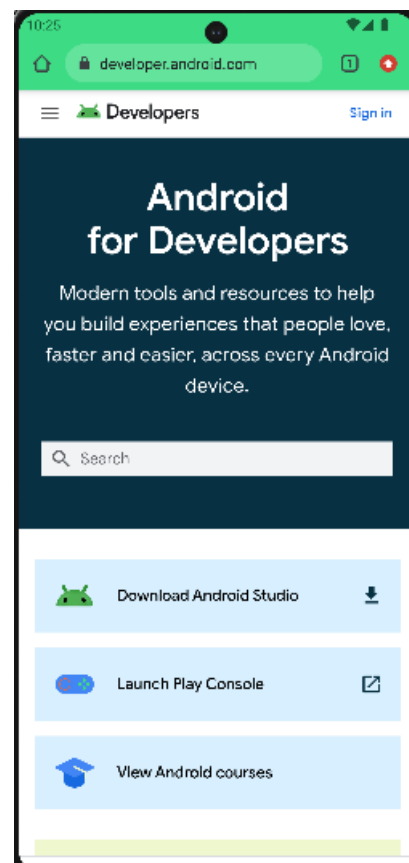 10:25
developer.android.com
1
Developers
Sign in
Android
for Developers
Modern tools and resources to help
you build experiences that people love,
faster and easier, across every Android
device.
Search
Download Android Studio
Launch Play Console
View Android courses